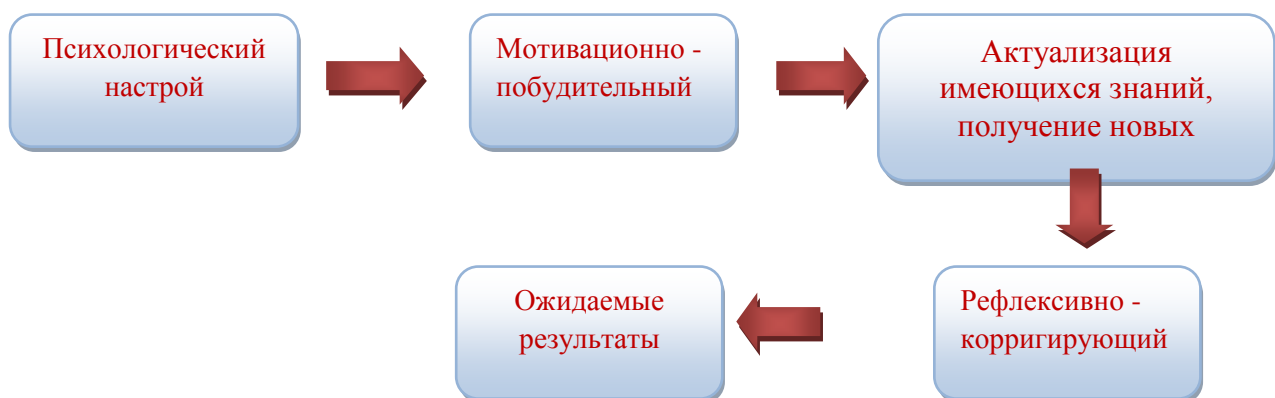 Психологический
настрой
Мотивационно -
побудительный
Актуализация
имеющихся знаний,
получение новых
Рефлексивно -
корригирующий
Ожидаемые
результаты